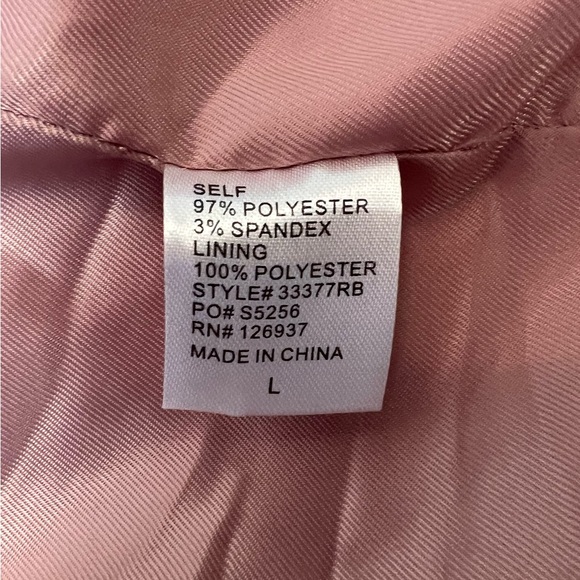 SELF
97% POLYESTER
3% SPANDEX
LINING
100% POLYESTER
STYLE# 33377RB
PO# S5256
RN# 126937
MADE IN CHINA
L